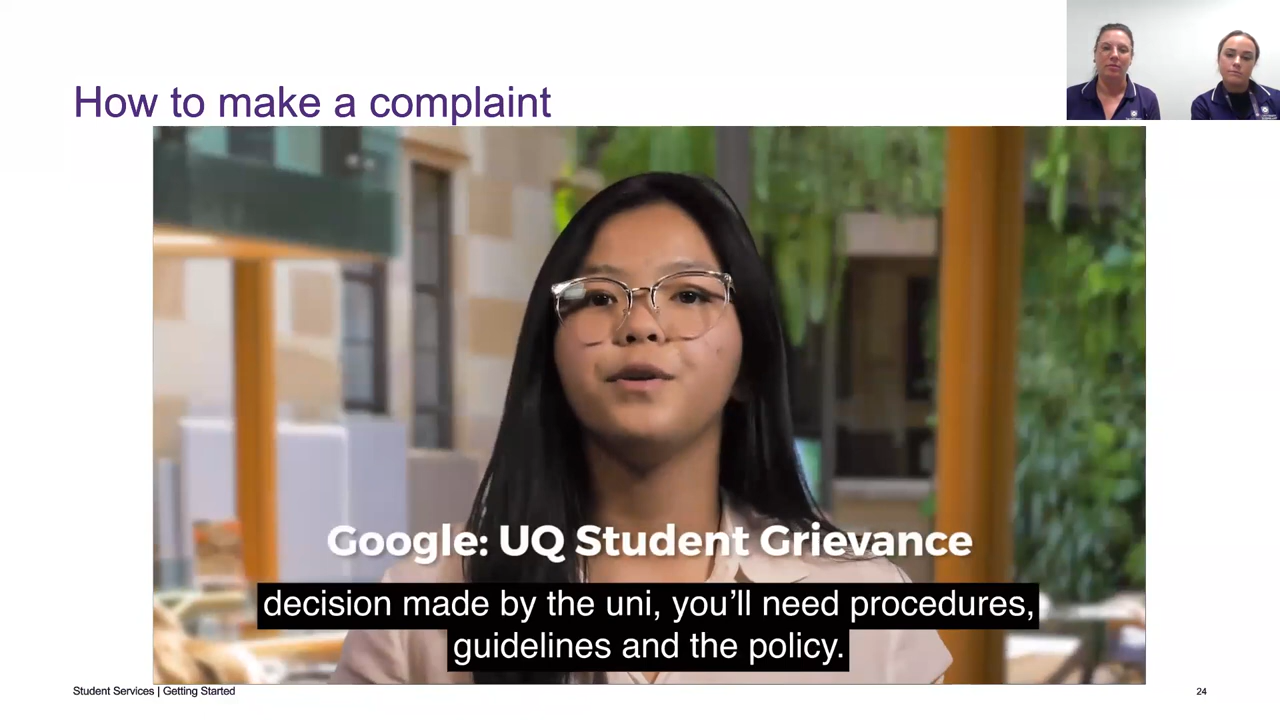 How to make a complaint
Google: UQ Student Grievance
decision made by the uni, you’ll need procedures,
guidelines and the policy.
Student Services | Getting Started
24